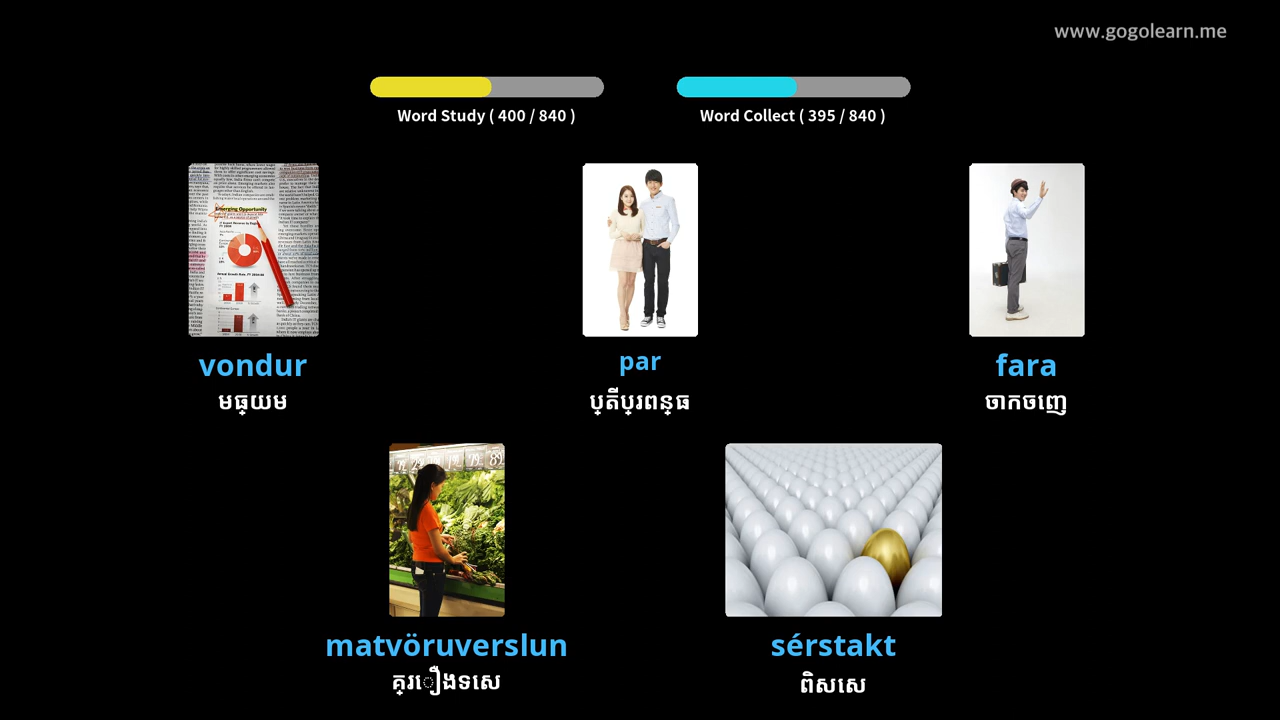 www.gogolearn.me
Word Study ( 400 / 840 )
Word Collect ( 395 / 840 )
Emerging Opportunity
vondur
មធ្យម
par
ប្តីប្រពន្ធ
fara
ចាកចេញ
matvöruverslun
គ្រឿងទេស
sérstakt
ពិសេស